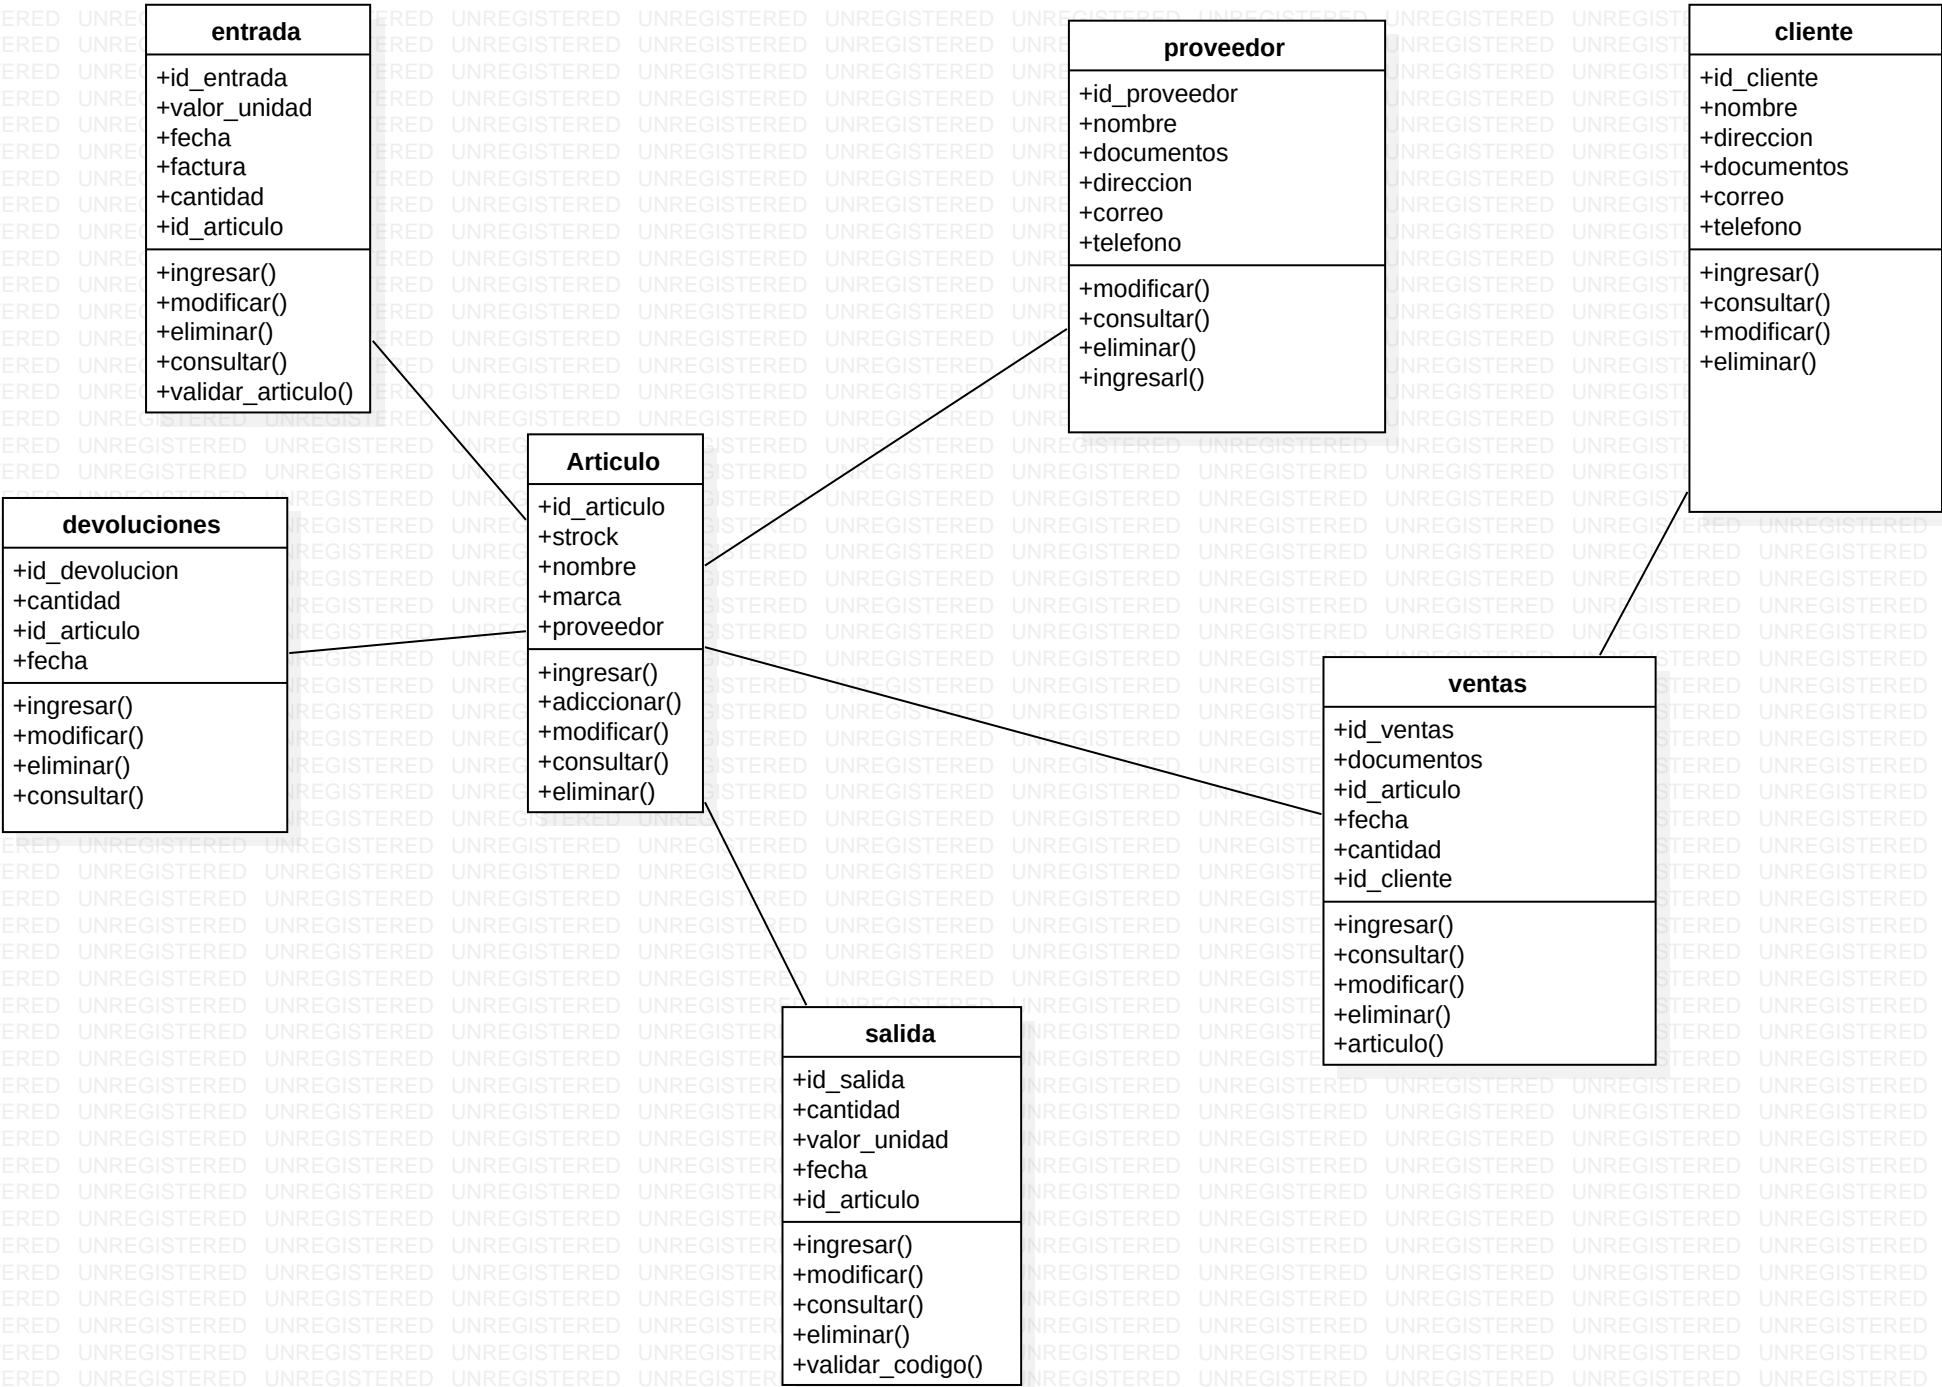 entrada
+id_entrada
+valor_unidad
+fecha
+factura
+cantidad
+id_articulo
+ingresar()
+modificar()
+eliminar()
+consultar()
+validar_articulo()
proveedor
+id_proveedor
+nombre
+documentos
+direccion
+correo
+telefono
+modificar()
+consultar()
+eliminar()
+ingresarl()
cliente
+id_cliente
+nombre
+direccion
+documentos
+correo
+telefono
+ingresar()
+consultar()
+modificar()
+eliminar()
devoluciones
+id_devolucion
+cantidad
+id_articulo
+fecha
+ingresar()
+modificar()
+eliminar()
+consultar()
Articulo
+id_articulo
+strock
+nombre
+marca
+proveedor
+ingresar()
+adiccionar()
+modificar()
+consultar()
+eliminar()
ventas
+id_ventas
+documentos
+id_articulo
+fecha
+cantidad
+id_cliente
+ingresar()
+consultar()
+modificar()
+eliminar()
+articulo()
salida
+id_salida
+cantidad
+valor_unidad
+fecha
+id_articulo
+ingresar()
+modificar()
+consultar()
+eliminar()
+validar_codigo()
UNREGISTERED